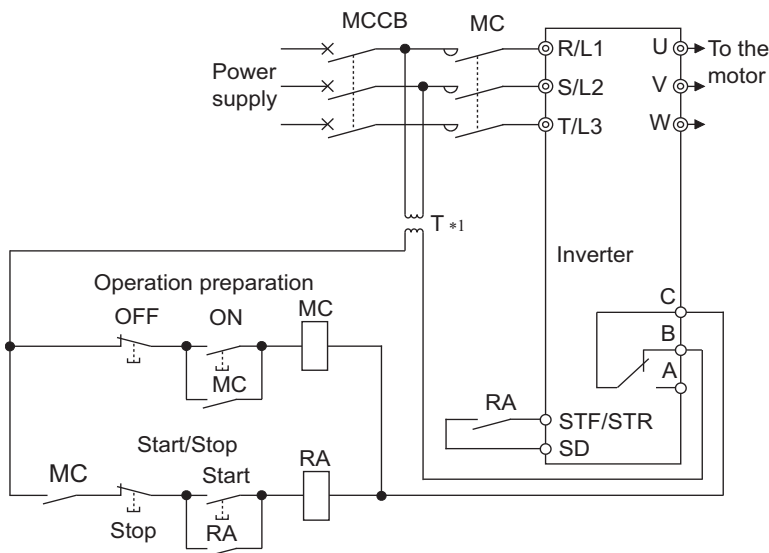 MCCB
MC
R/L1
U
To the
motor
Power
supply
S/L2
V
T/L3
W
T *1
Inverter
Operation preparation
OFF
ON
MC
MC
C
B
A
RA
STF/STR
SD
Start/Stop
MC
Start
RA
Stop
RA